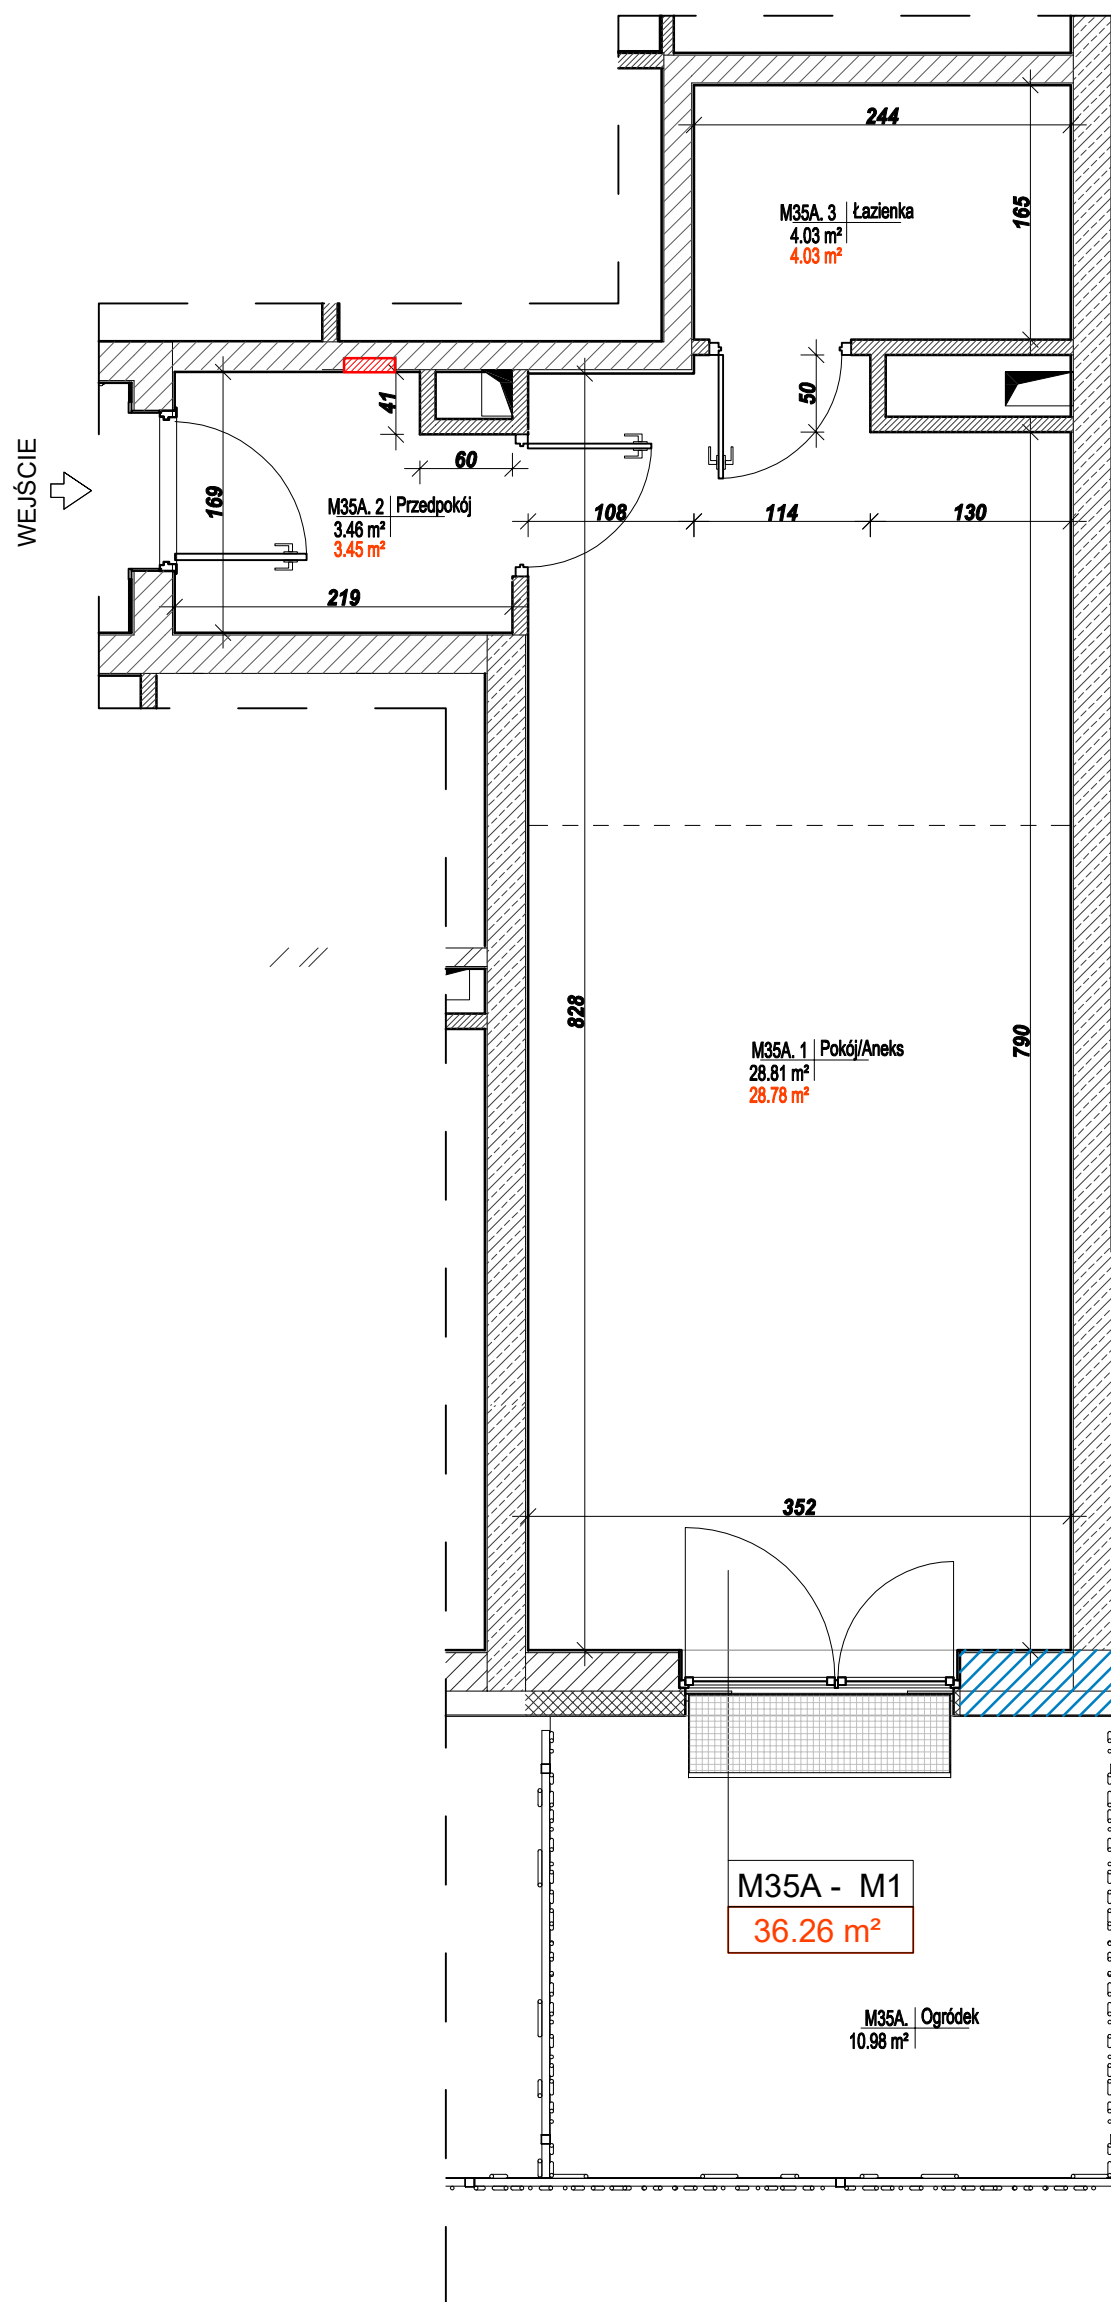 244
M35A. 3 Łazienka
4.03 m²
4.03 m²
165
50
41
60
WEJŚCIE
169
M35A. 2 Przedpokój
3.46 m²
3.45 m²
108
114
130
219
828
790
M35A. 1 Pokój/Aneks
28.81 m²
28.78 m²
352
M35A - M1
36.26 m²
M35A. Ogródek
10.98 m²